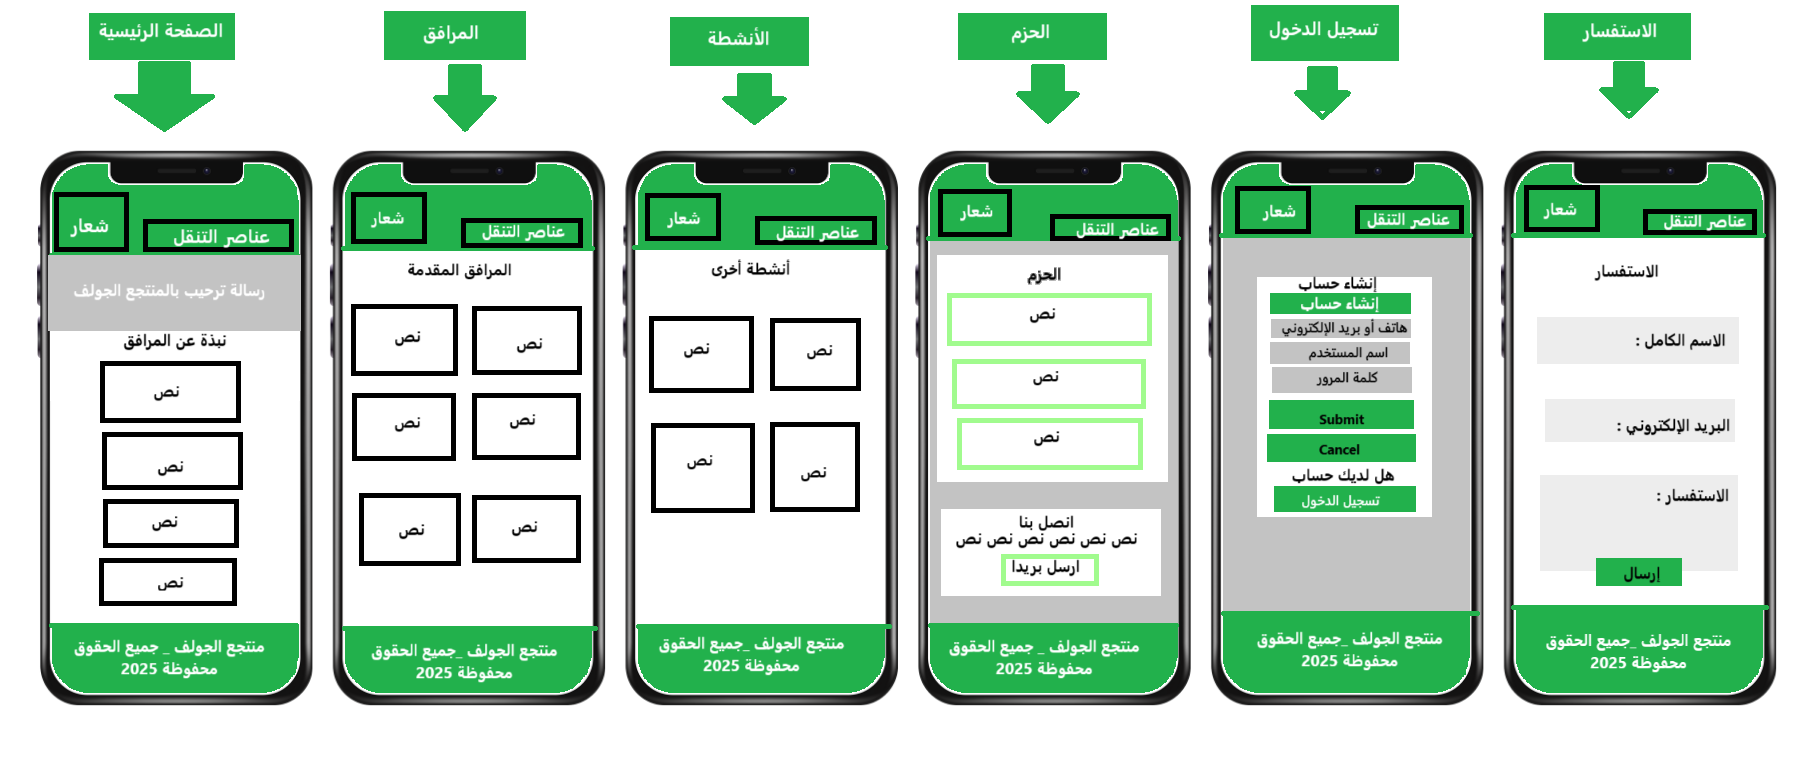 الصفحة الرئيسية
المرافق
الأنشطة
الحزم
تسجيل الدخول
الاستفسار
شعار
عناصر التنقل
رسالة ترحيب بالمنتجع الجولف
نبذة عن المرافق
نص
نص
نص
نص
منتجع الجولف _ جميع الحقوق
محفوظة 2025
شعار
عناصر التنقل
المرافق المقدمة
نص
نص
نص
نص
نص
نص
منتجع الجولف _جميع الحقوق
محفوظة 2025
شعار
عناصر التنقل
أنشطة أخرى
نص
نص
نص
نص
منتجع الجولف _جميع الحقوق
محفوظة 2025
شعار
عناصر التنقل
الحزم
نص
نص
نص
اتصل بنا
نص نص نص نص نص نص
ارسل بريدا
منتجع الجولف _ جميع الحقوق
محفوظة 2025
شعار
عناصر التنقل
إنشاء حساب
إنشاء حساب
هاتف أو بريد الإلكتروني
اسم المستخدم
كلمة المرور
Submit
Cancel
هل لديك حساب
تسجيل الدخول
منتجع الجولف _جميع الحقوق
محفوظة 2025
شعار
عناصر التنقل
الاستفسار
الاسم الكامل :
البريد الإلكتروني :
الاستفسار :
إرسال
منتجع الجولف _جميع الحقوق
محفوظة 2025